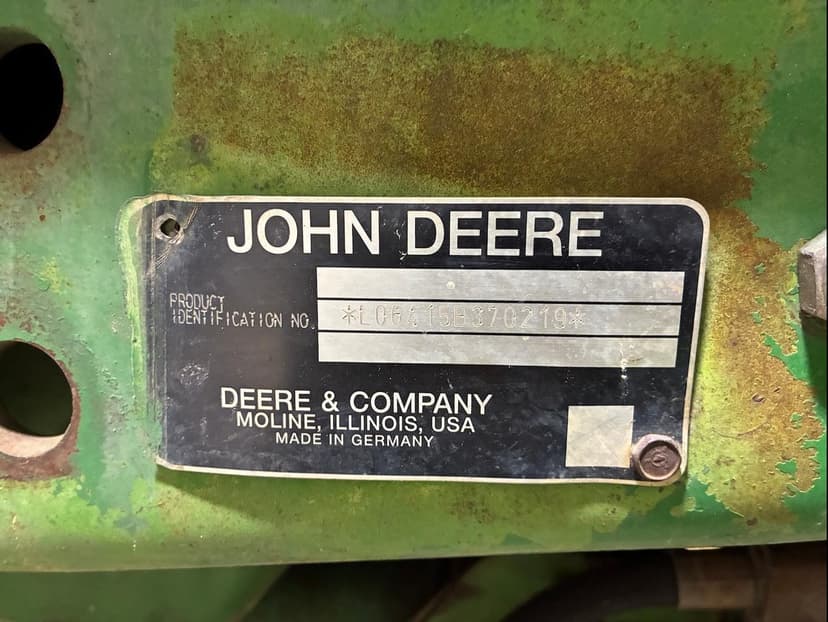 JOHN DEERE
PRODUCT
IDENTIFICATION NO.
DEERE & COMPANY
MOLINE, ILLINOIS, USA
MADE IN GERMANY